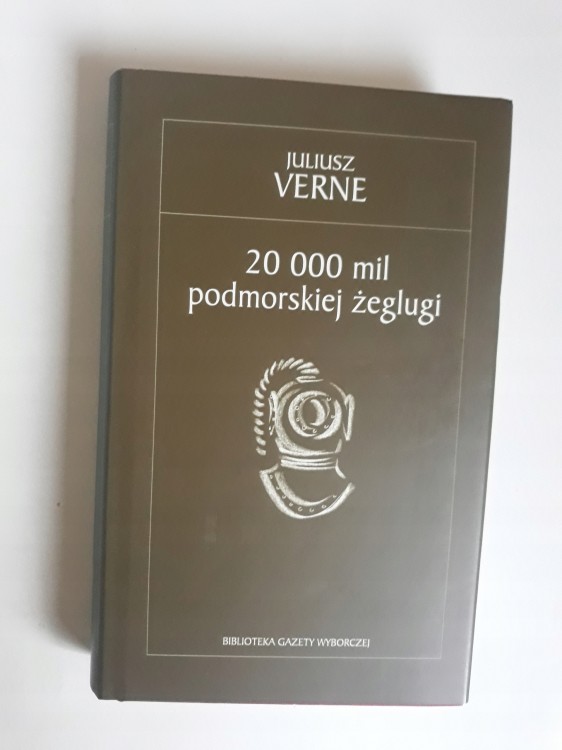 JULIUSZ
VERNE
20 000 mil
podmorskiej żeglugi
BIBLIOTEKA GAZETY WYBORCZEJ